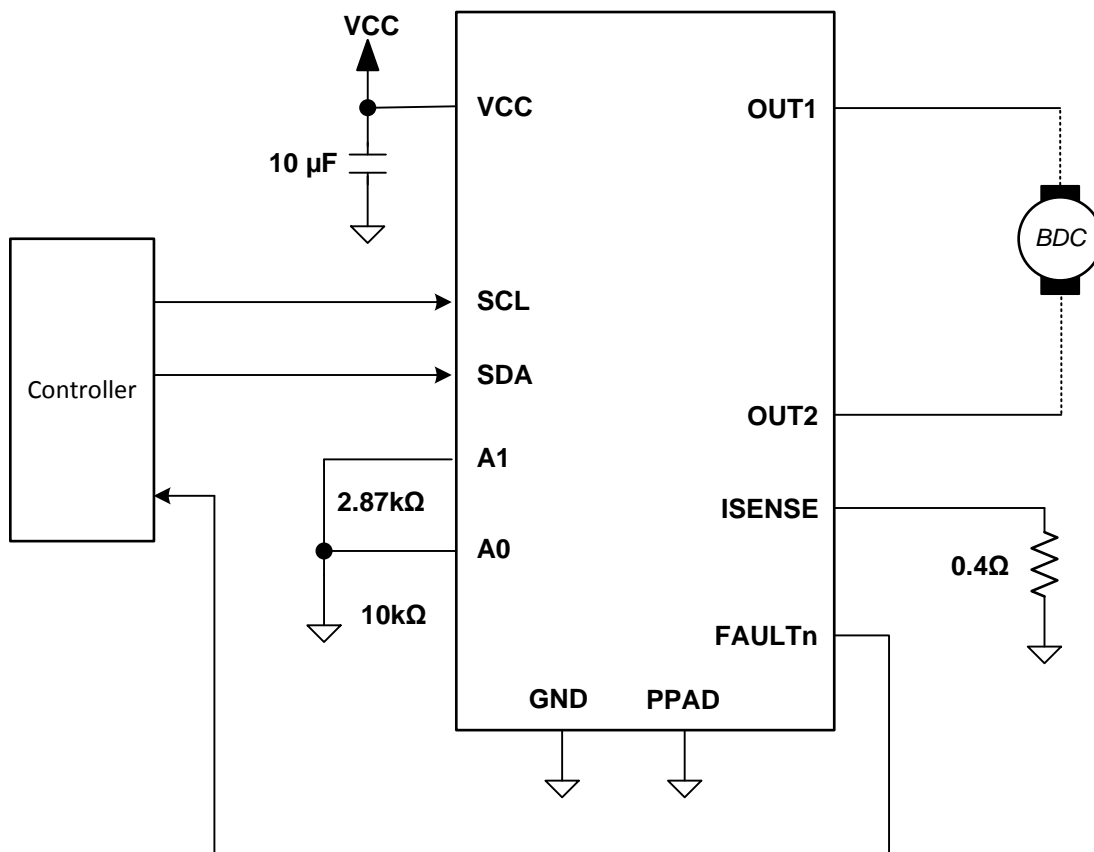 VCC
VCC
OUT1
10 µF
BDC
SCL
Controller
SDA
OUT2
A1
2.87kΩ
ISENSE
A0
0.4Ω
10kΩ
FAULTn
GND
PPAD